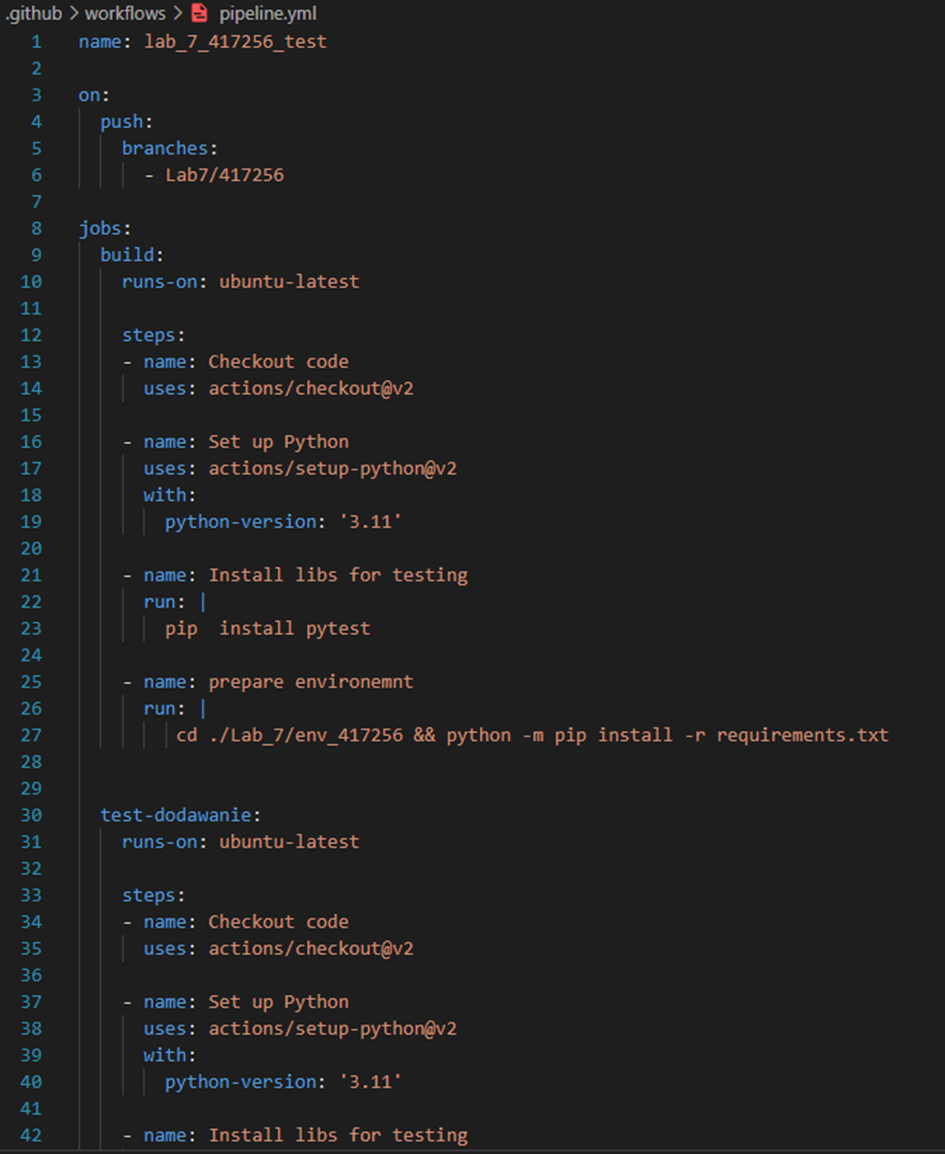 .github > workflows > pipeline.yml
1 name: lab_7_417256_test
2
3 on:
4 push:
5 branches:
6 - Lab7/417256
7
8 jobs:
9 build:
10 runs-on: ubuntu-latest
11
12 steps:
13 - name: Checkout code
14 uses: actions/checkout@v2
15
16 - name: Set up Python
17 uses: actions/setup-python@v2
18 with:
19 python-version: '3.11'
20
21 - name: Install libs for testing
22 run: |
23 pip  install pytest
24
25 - name: prepare environemnt
26 run: |
27 cd ./Lab_7/env_417256 && python -m pip install -r requirements.txt
28
29
30 test-dodawanie:
31 runs-on: ubuntu-latest
32
33 steps:
34 - name: Checkout code
35 uses: actions/checkout@v2
36
37 - name: Set up Python
38 uses: actions/setup-python@v2
39 with:
40 python-version: '3.11'
41
42 - name: Install libs for testing